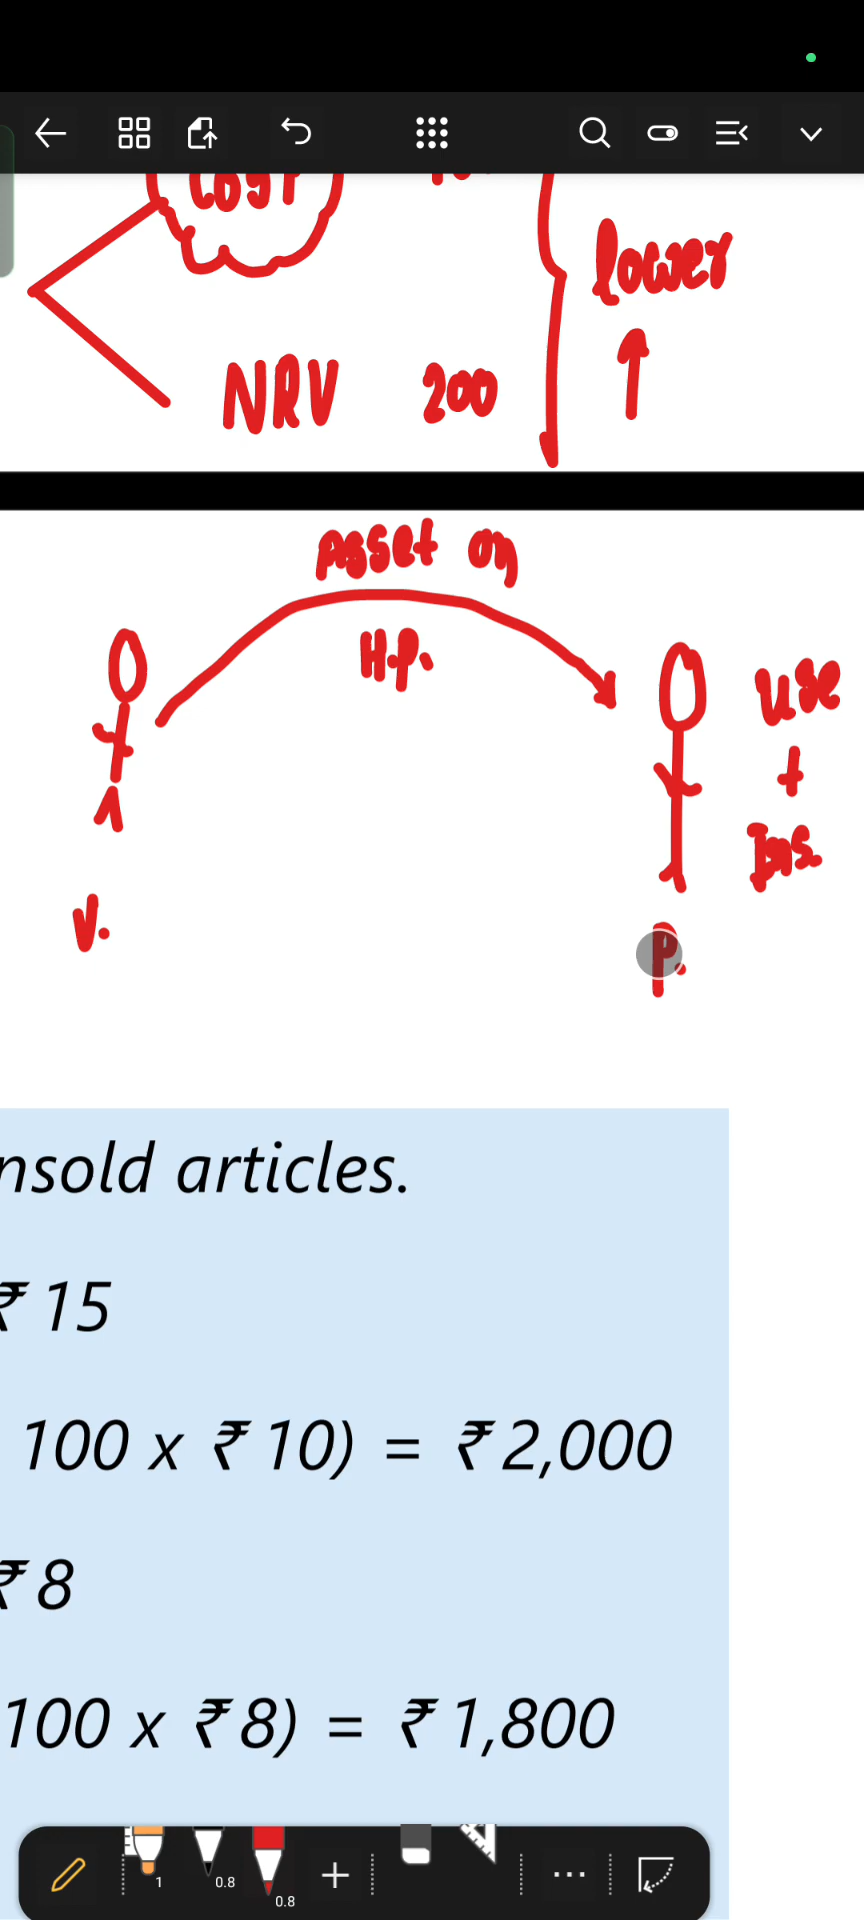 Cost
lower
NRV 200
Asset on
H.P.
use
+
Ins.
V.
P.
nsold articles.
₹ 15
100 x ₹ 10) = ₹ 2,000
₹ 8
100 x ₹ 8) = ₹ 1,800
1
0.8
0.8